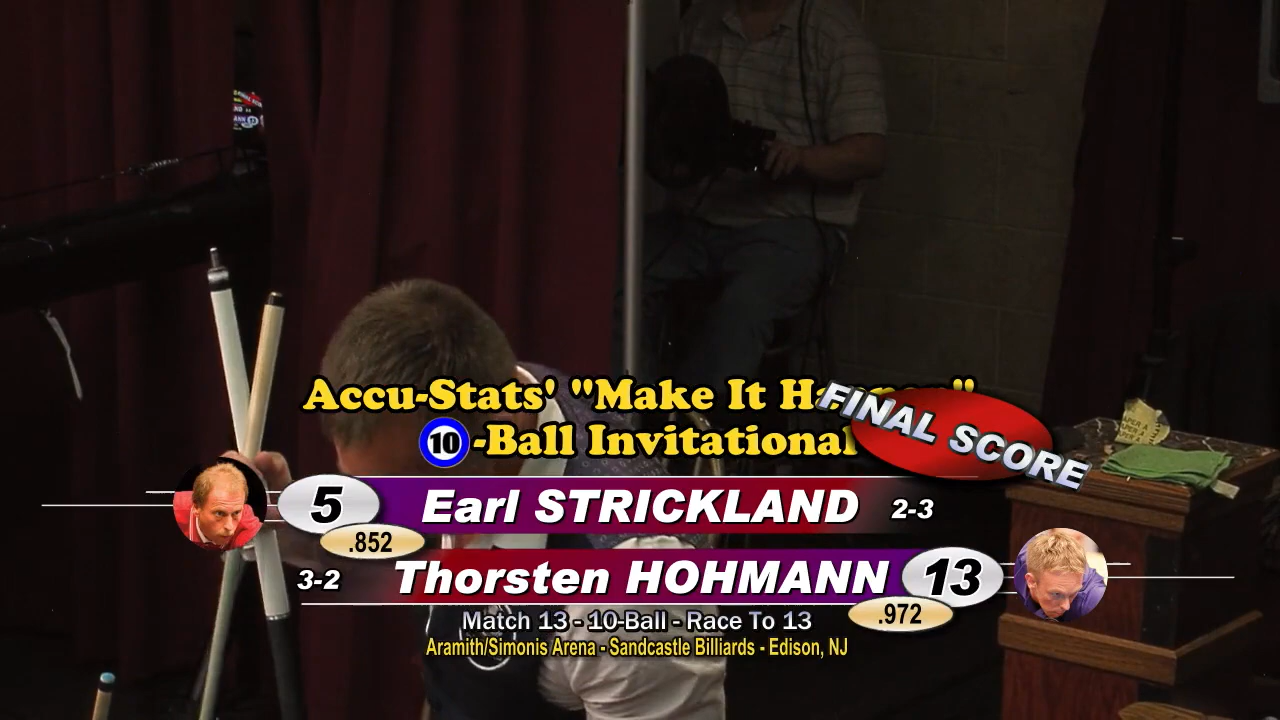 Accu-Stats' "Make It
FINAL SCORE
10-Ball Invitational
5 Earl STRICKLAND 2-3
.852
3-2 Thorsten HOHMANN 13
.972
Match 13 - 10-Ball - Race To 13
Aramith/Simonis Arena - Sandcastle Billiards - Edison, NJ